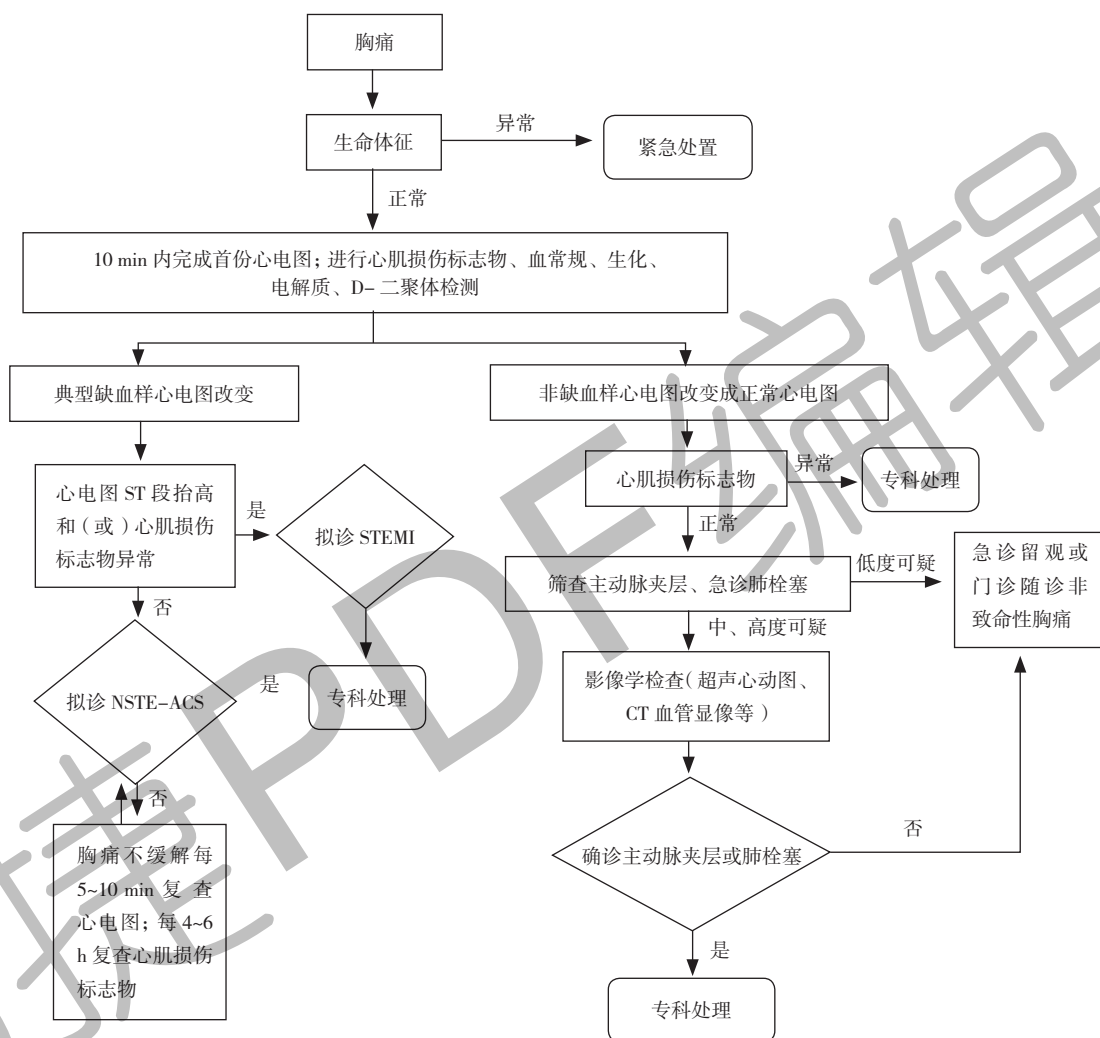 胸痛
生命体征
异常
紧急处置
正常
10 min 内完成首份心电图；进行心肌损伤标志物、血常规、生化、
电解质、D- 二聚体检测
典型缺血样心电图改变
非缺血样心电图改变成正常心电图
心电图 ST 段抬高
和（或）心肌损伤
标志物异常
是
拟诊 STEMI
心肌损伤标志物
异常
专科处理
正常
筛查主动脉夹层、急诊肺栓塞
低度可疑
急诊留观或
门诊随诊非
致命性胸痛
否
中、高度可疑
拟诊 NSTE-ACS
是
专科处理
影像学检查（超声心动图、
CT 血管显像等）
否
胸痛不缓解每
5~10 min 复 查
心电图；每 4~6
h 复查心肌损伤
标志物
确诊主动脉夹层或肺栓塞
否
是
专科处理
捷PDF编辑